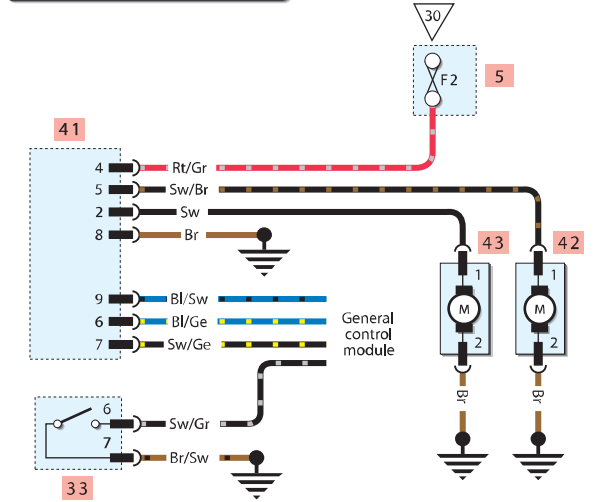 30
F2
5
41
4 Rt/Gr
5 Sw/Br
2 Sw
8 Br
43
42
1
1
M
M
2
2
9 Bl/Sw
6 Bl/Ge
7 Sw/Ge
General
control
module
Br
Br
6 Sw/Gr
7 Br/Sw
33